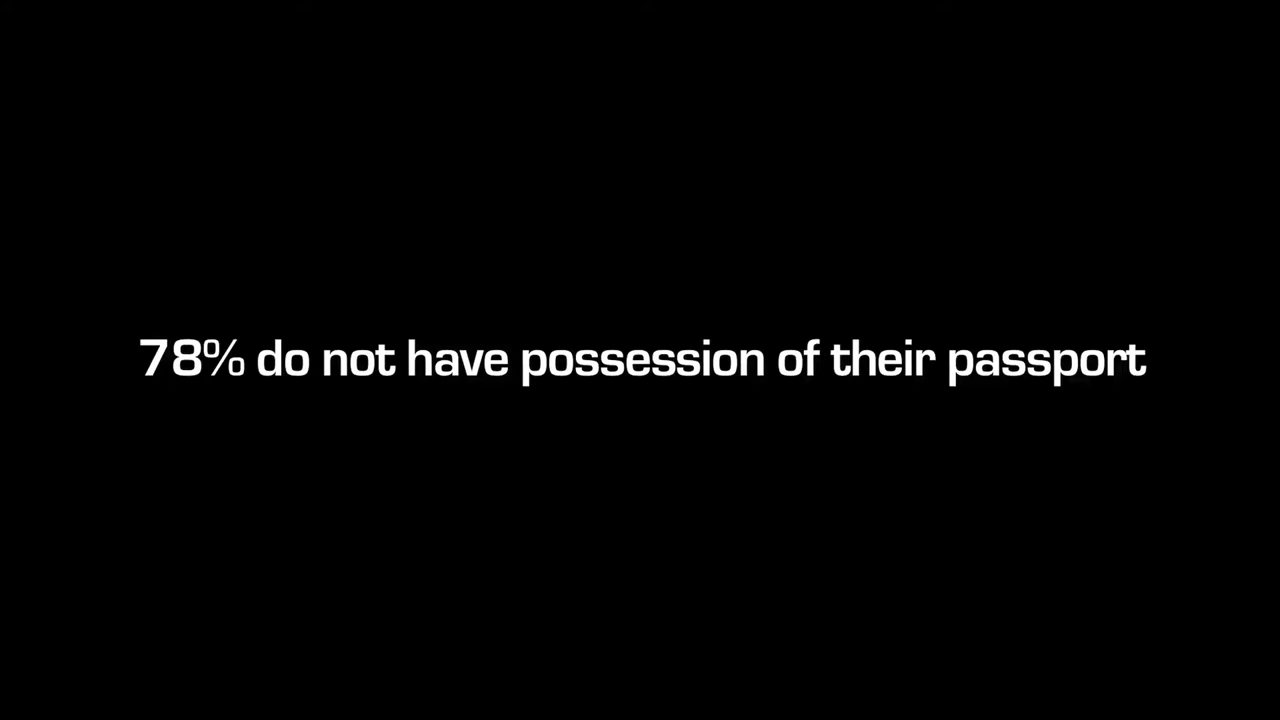 78% do not have possession of their passport